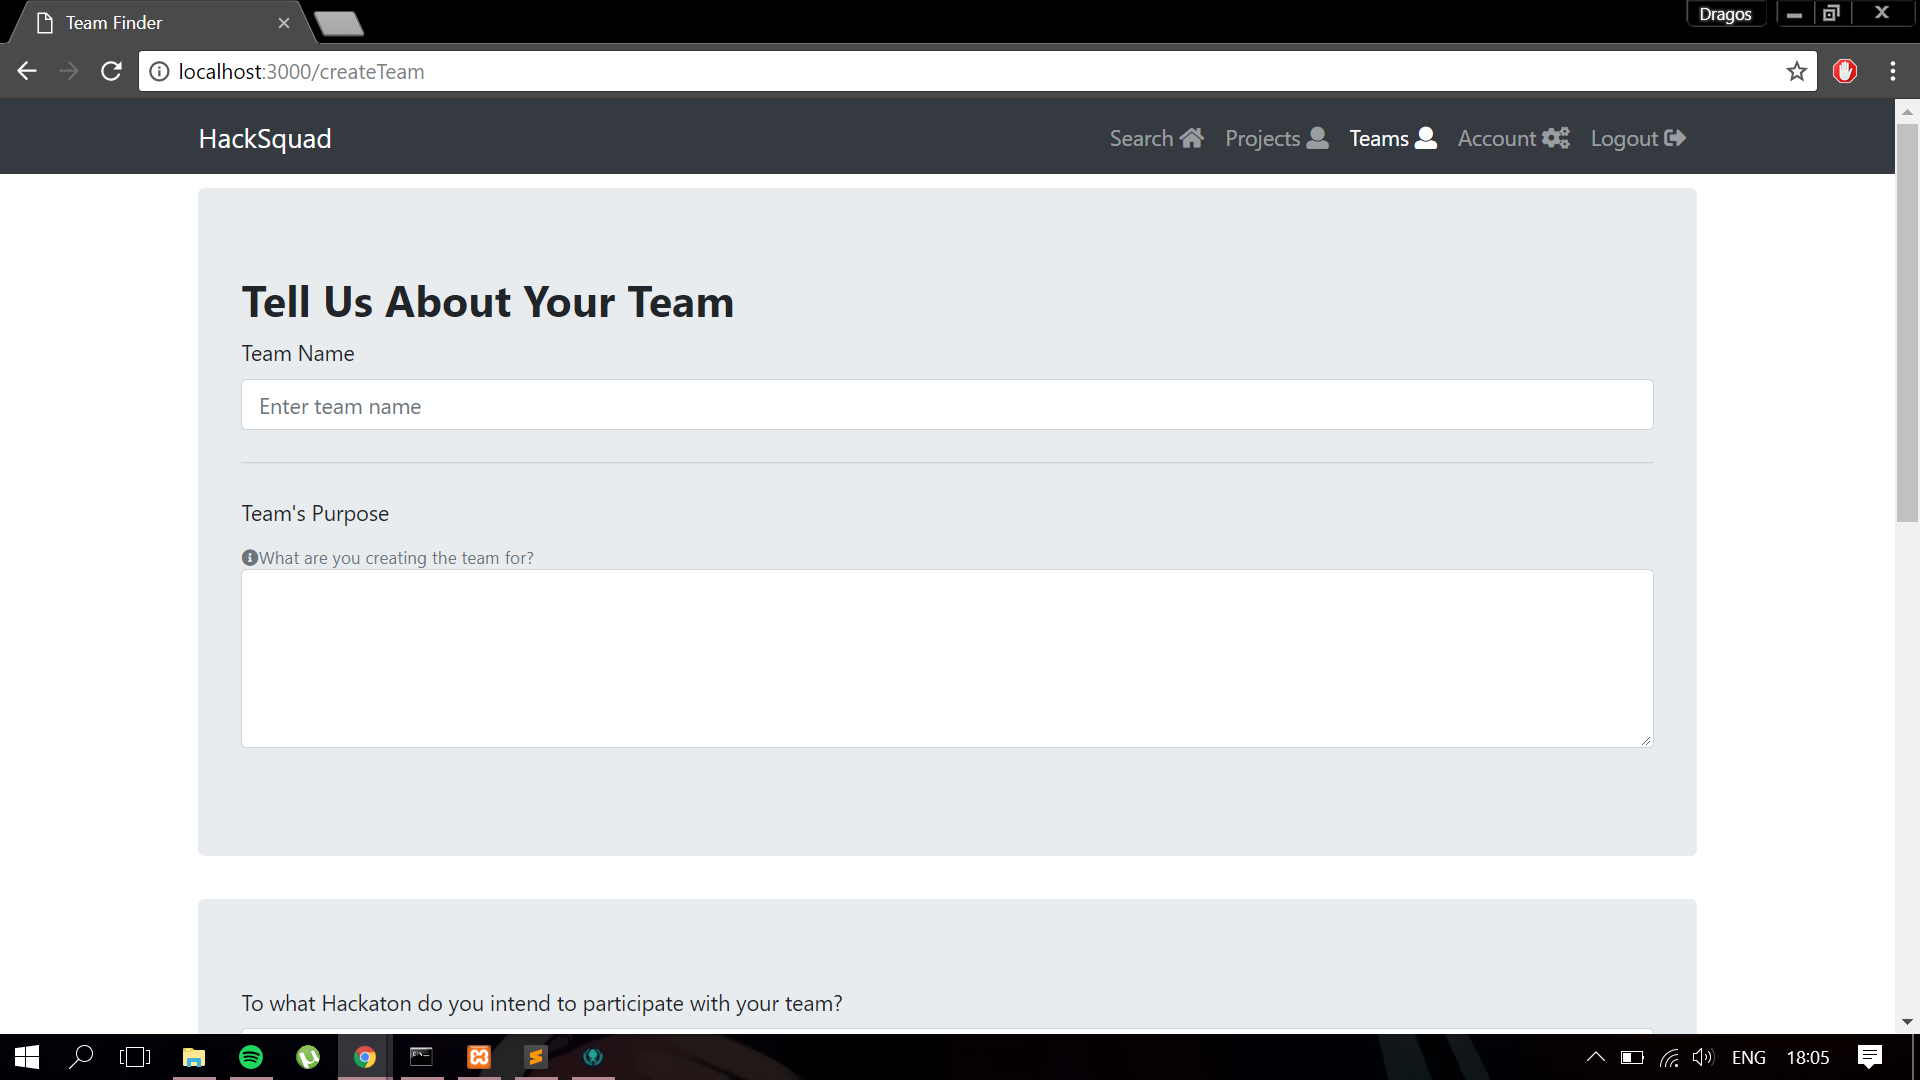 Team Finder
Dragos
localhost:3000/createTeam
HackSquad
Search
Projects
Teams
Account
Logout
Tell Us About Your Team
Team Name
Enter team name
Team's Purpose
What are you creating the team for?
To what Hackaton do you intend to participate with your team?
ENG
18:05